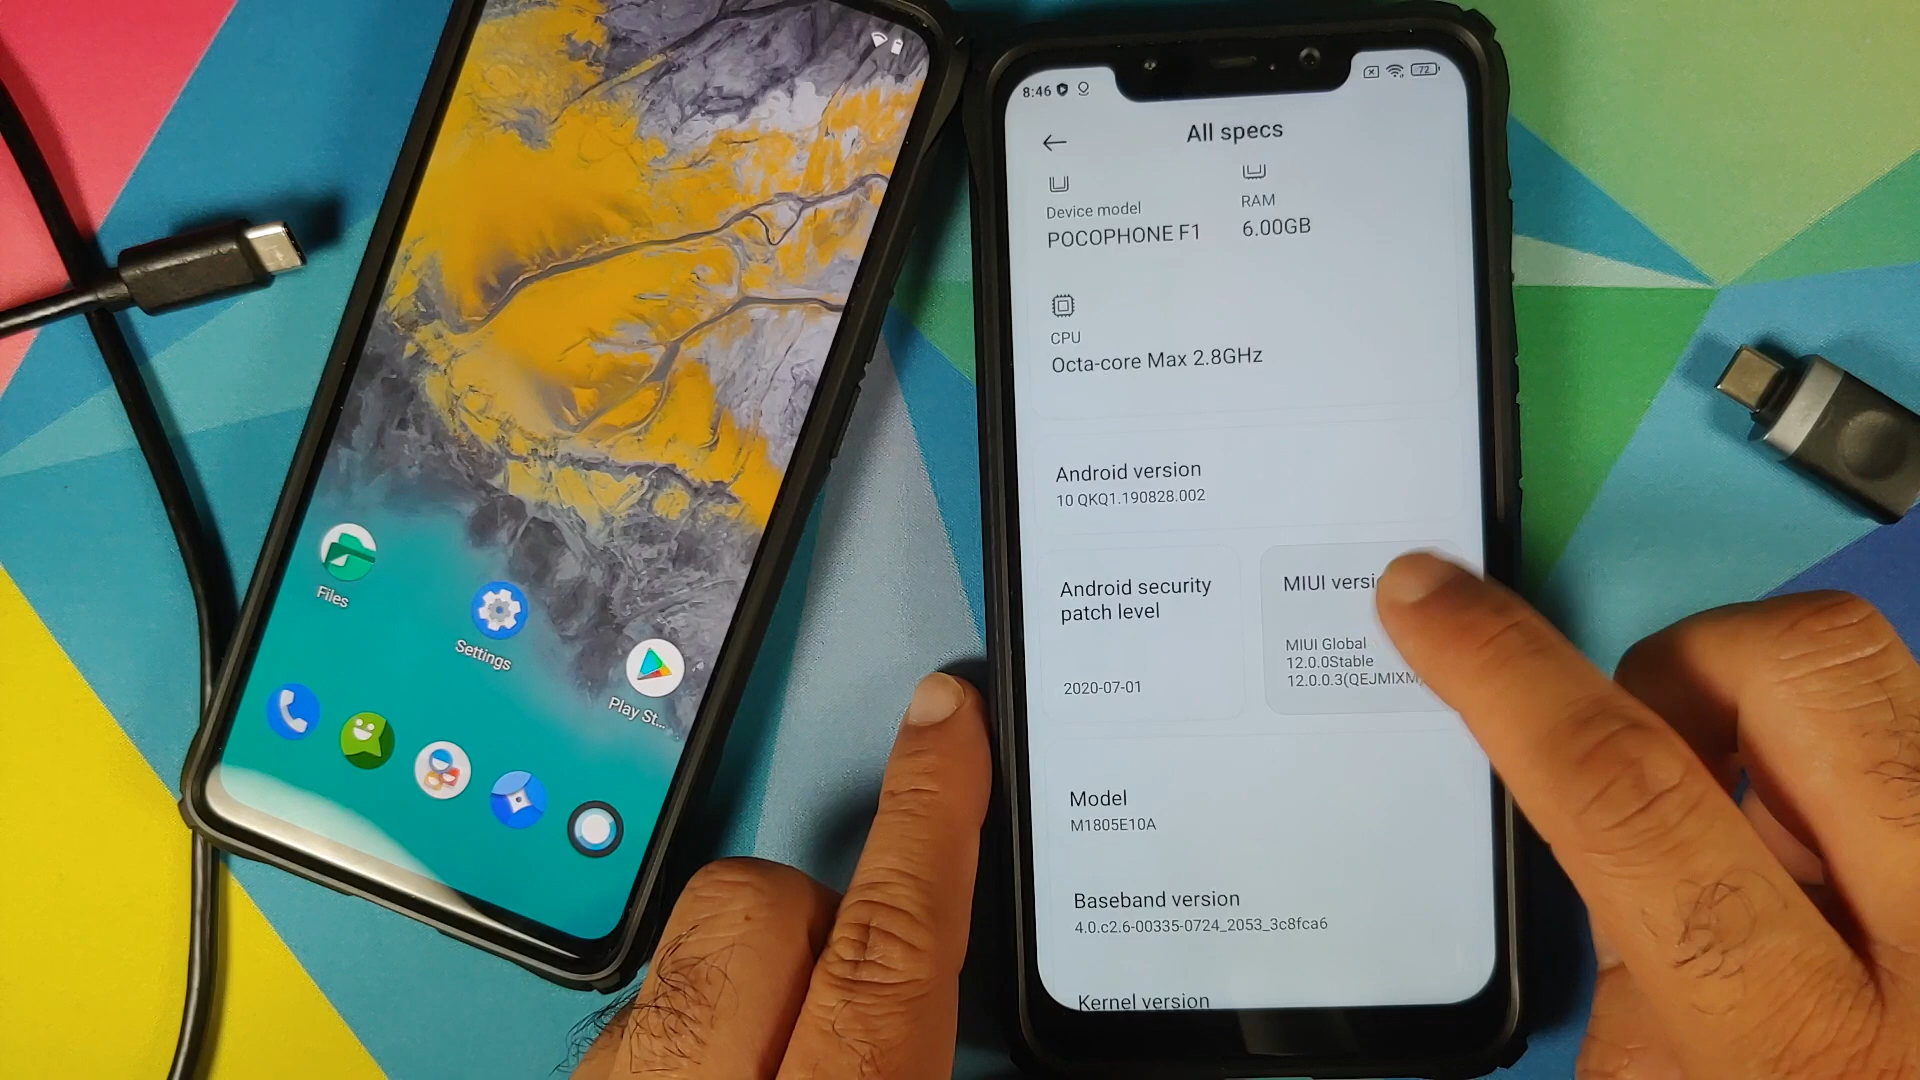 8:46
72
All specs
Device model
POCOPHONE F1
RAM
6.00GB
CPU
Octa-core Max 2.8GHz
Android version
10 QKQ1.190828.002
Android security
patch level
2020-07-01
MIUI
MIUI Global
12.0.0Stable
12.0.0.3(QEJMIXM
Model
M1805E10A
Baseband version
4.0.c2.6-00335-0724_2053_3c8fca6
Kernel version
Files
Settings
Play St...